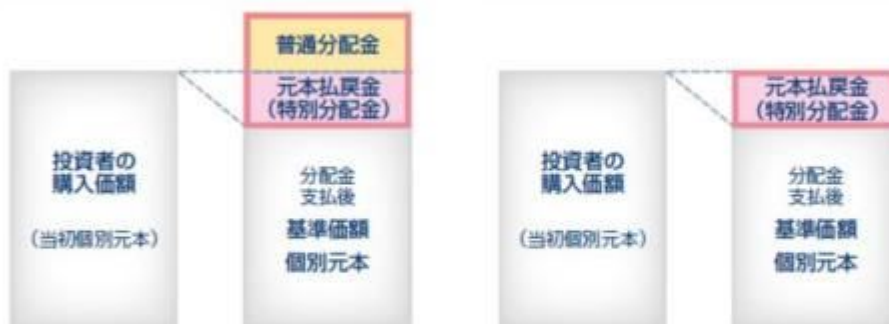 普通分配金
元本払戻金
(特別分配金)
投資者の
購入価額
(当初個別元本)
分配金
支払後
基準価額
個別元本
元本払戻金
(特別分配金)
投資者の
購入価額
(当初個別元本)
分配金
支払後
基準価額
個別元本